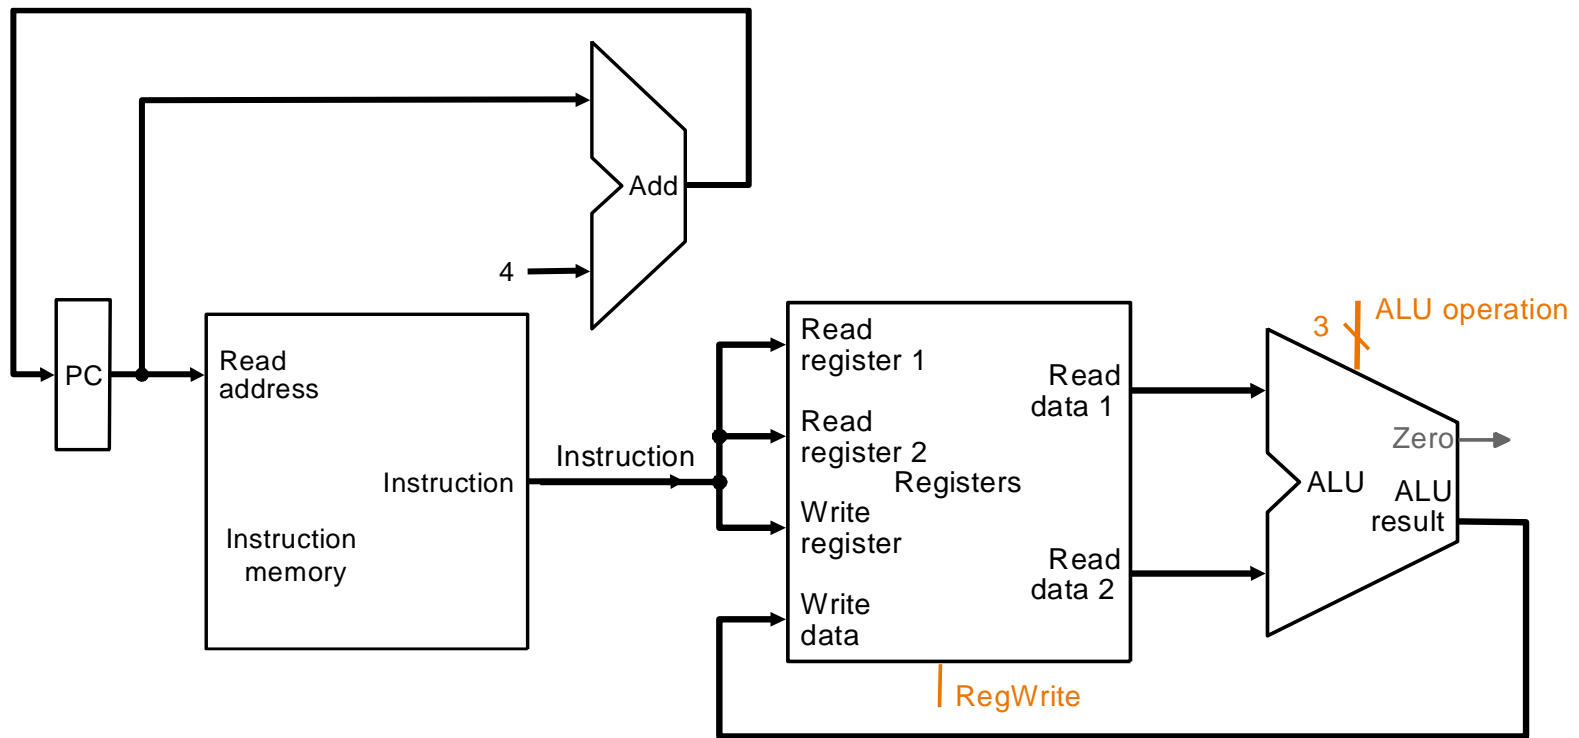 Add
4
PC
Read
address
Instruction
Instruction
memory
Instruction
Read
register 1
Read
register 2
Registers
Write
register
Write
data
Read
data 1
Read
data 2
RegWrite
3
ALU operation
Zero
ALU
ALU
result